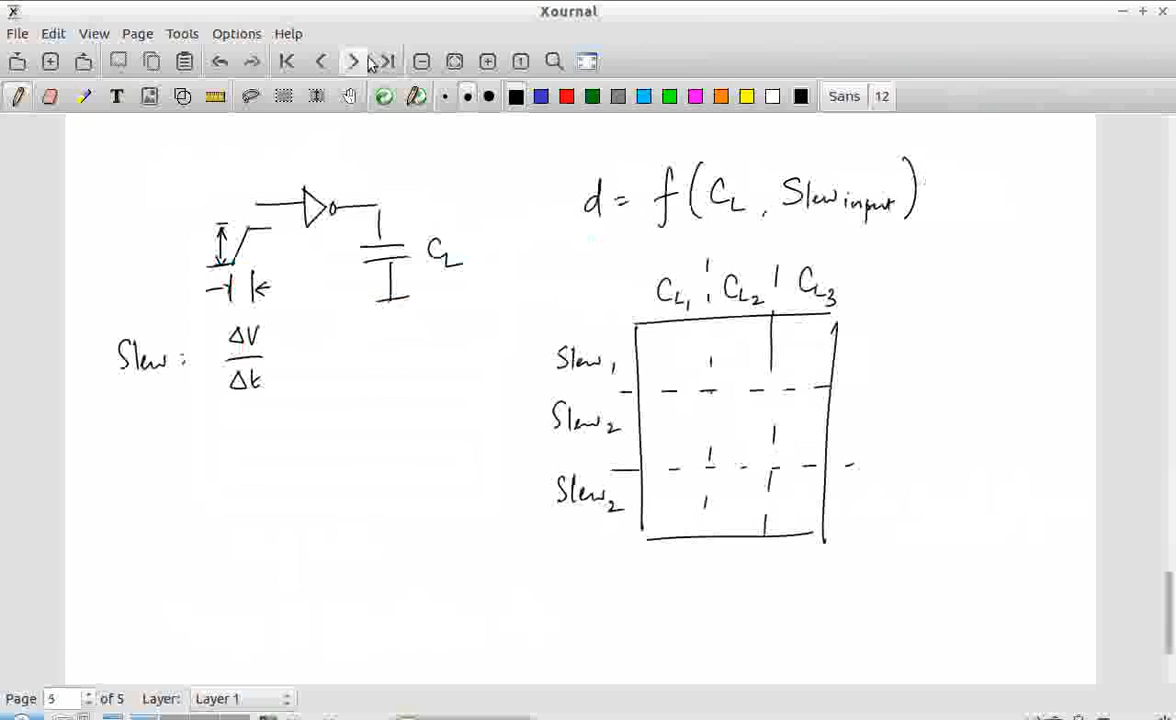 Xournal
File Edit View Page Tools Options Help
Sans 12
d = f(CL, Slew input)
CL
Slew: ΔV/Δt
CL1 CL2 CL3
Slew1
Slew2
Slew2
Page 5 of 5 Layer: Layer 1